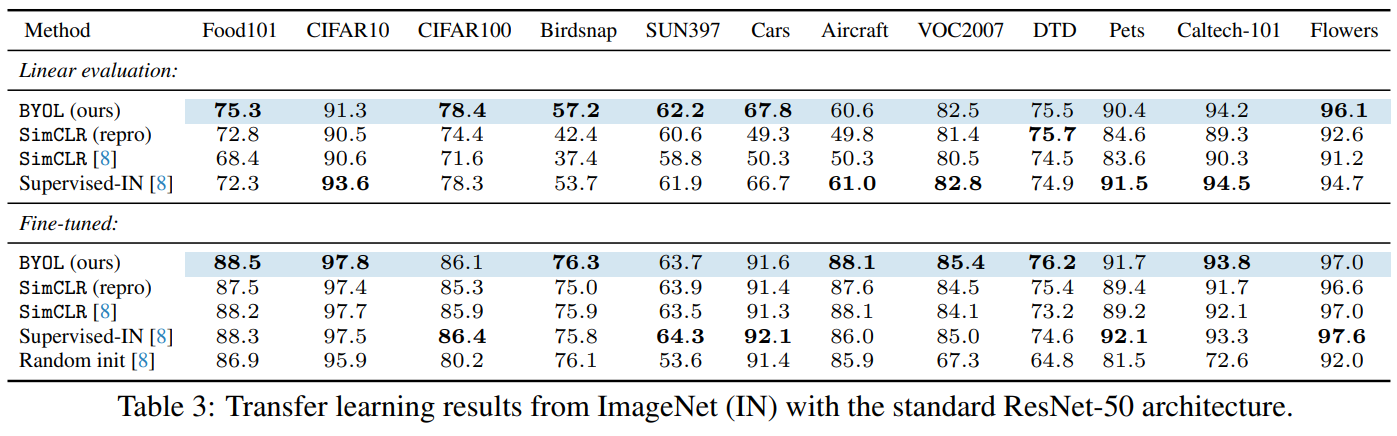 Method Food101 CIFAR10 CIFAR100 Birdsnap SUN397 Cars Aircraft VOC2007 DTD Pets Caltech-101 Flowers
Linear evaluation:
BYOL (ours) 75.3 91.3 78.4 57.2 62.2 67.8 60.6 82.5 75.5 90.4 94.2 96.1
SimCLR (repro) 72.8 90.5 74.4 42.4 60.6 49.3 49.8 81.4 75.7 84.6 89.3 92.6
SimCLR [8] 68.4 90.6 71.6 37.4 58.8 50.3 50.3 80.5 74.5 83.6 90.3 91.2
Supervised-IN [8] 72.3 93.6 78.3 53.7 61.9 66.7 61.0 82.8 74.9 91.5 94.5 94.7
Fine-tuned:
BYOL (ours) 88.5 97.8 86.1 76.3 63.7 91.6 88.1 85.4 76.2 91.7 93.8 97.0
SimCLR (repro) 87.5 97.4 85.3 75.0 63.9 91.4 87.6 84.5 75.4 89.4 91.7 96.6
SimCLR [8] 88.2 97.7 85.9 75.9 63.5 91.3 88.1 84.1 73.2 89.2 92.1 97.0
Supervised-IN [8] 88.3 97.5 86.4 75.8 64.3 92.1 86.0 85.0 74.6 92.1 93.3 97.6
Random init [8] 86.9 95.9 80.2 76.1 53.6 91.4 85.9 67.3 64.8 81.5 72.6 92.0
Table 3: Transfer learning results from ImageNet (IN) with the standard ResNet-50 architecture.